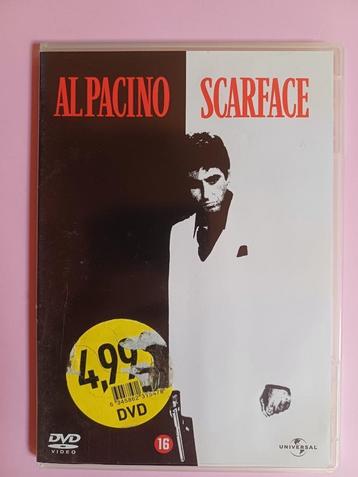 AL PACINO SCARFACE
4,99
DVD
DVD
VIDEO
16
UNIVERSAL